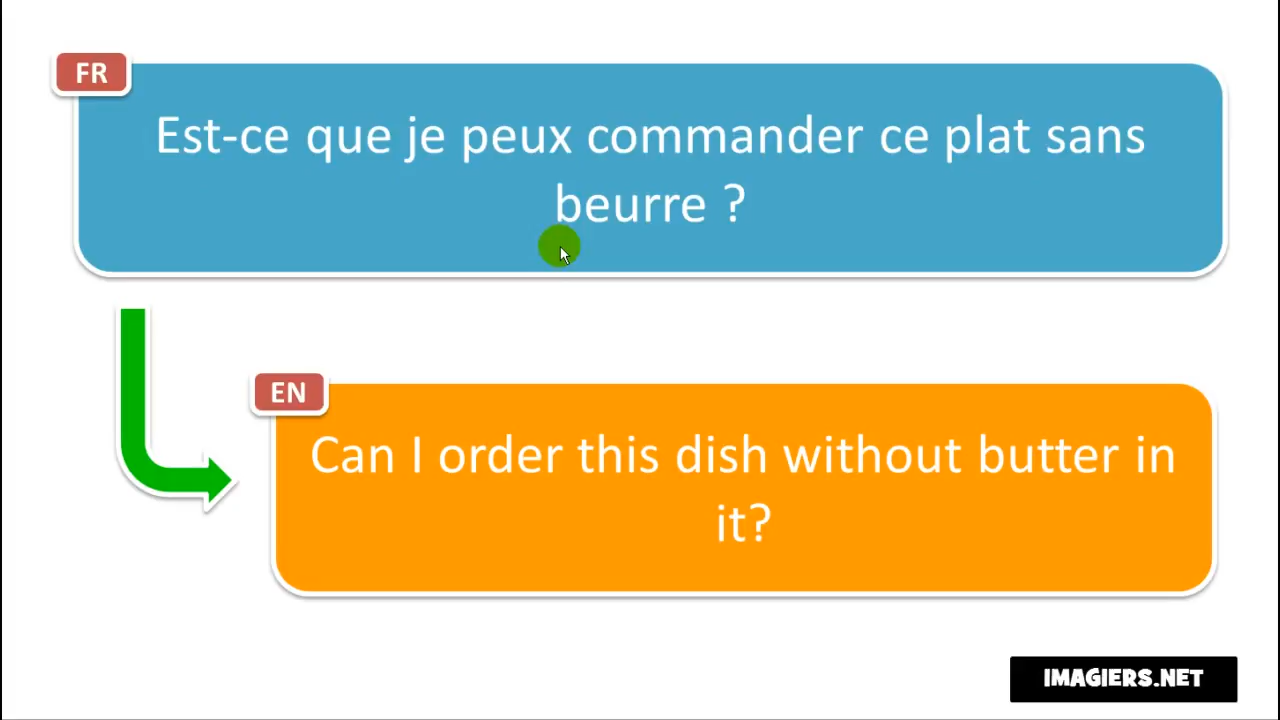 FR
Est-ce que je peux commander ce plat sans
beurre ?
EN
Can I order this dish without butter in
it?
IMAGIERS.NET